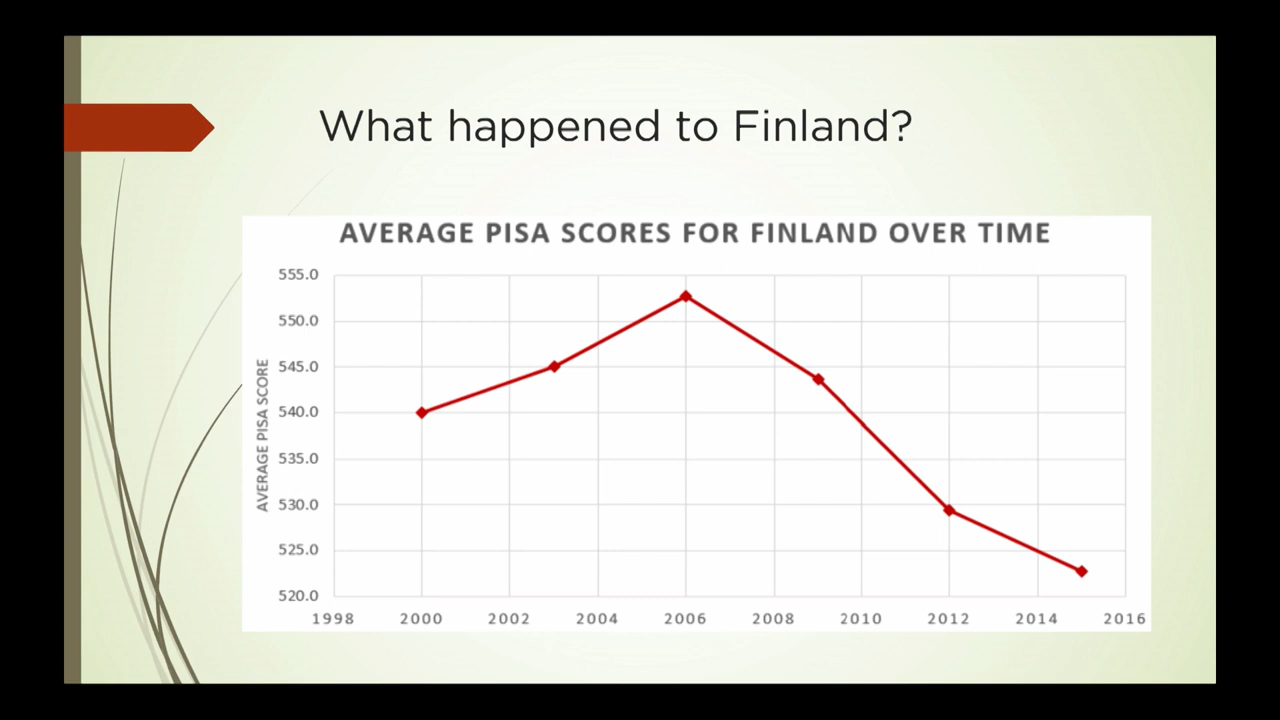 What happened to Finland?
AVERAGE PISA SCORES FOR FINLAND OVER TIME
AVERAGE PISA SCORE
555.0
550.0
545.0
540.0
535.0
530.0
525.0
520.0
1998 2000 2002 2004 2006 2008 2010 2012 2014 2016